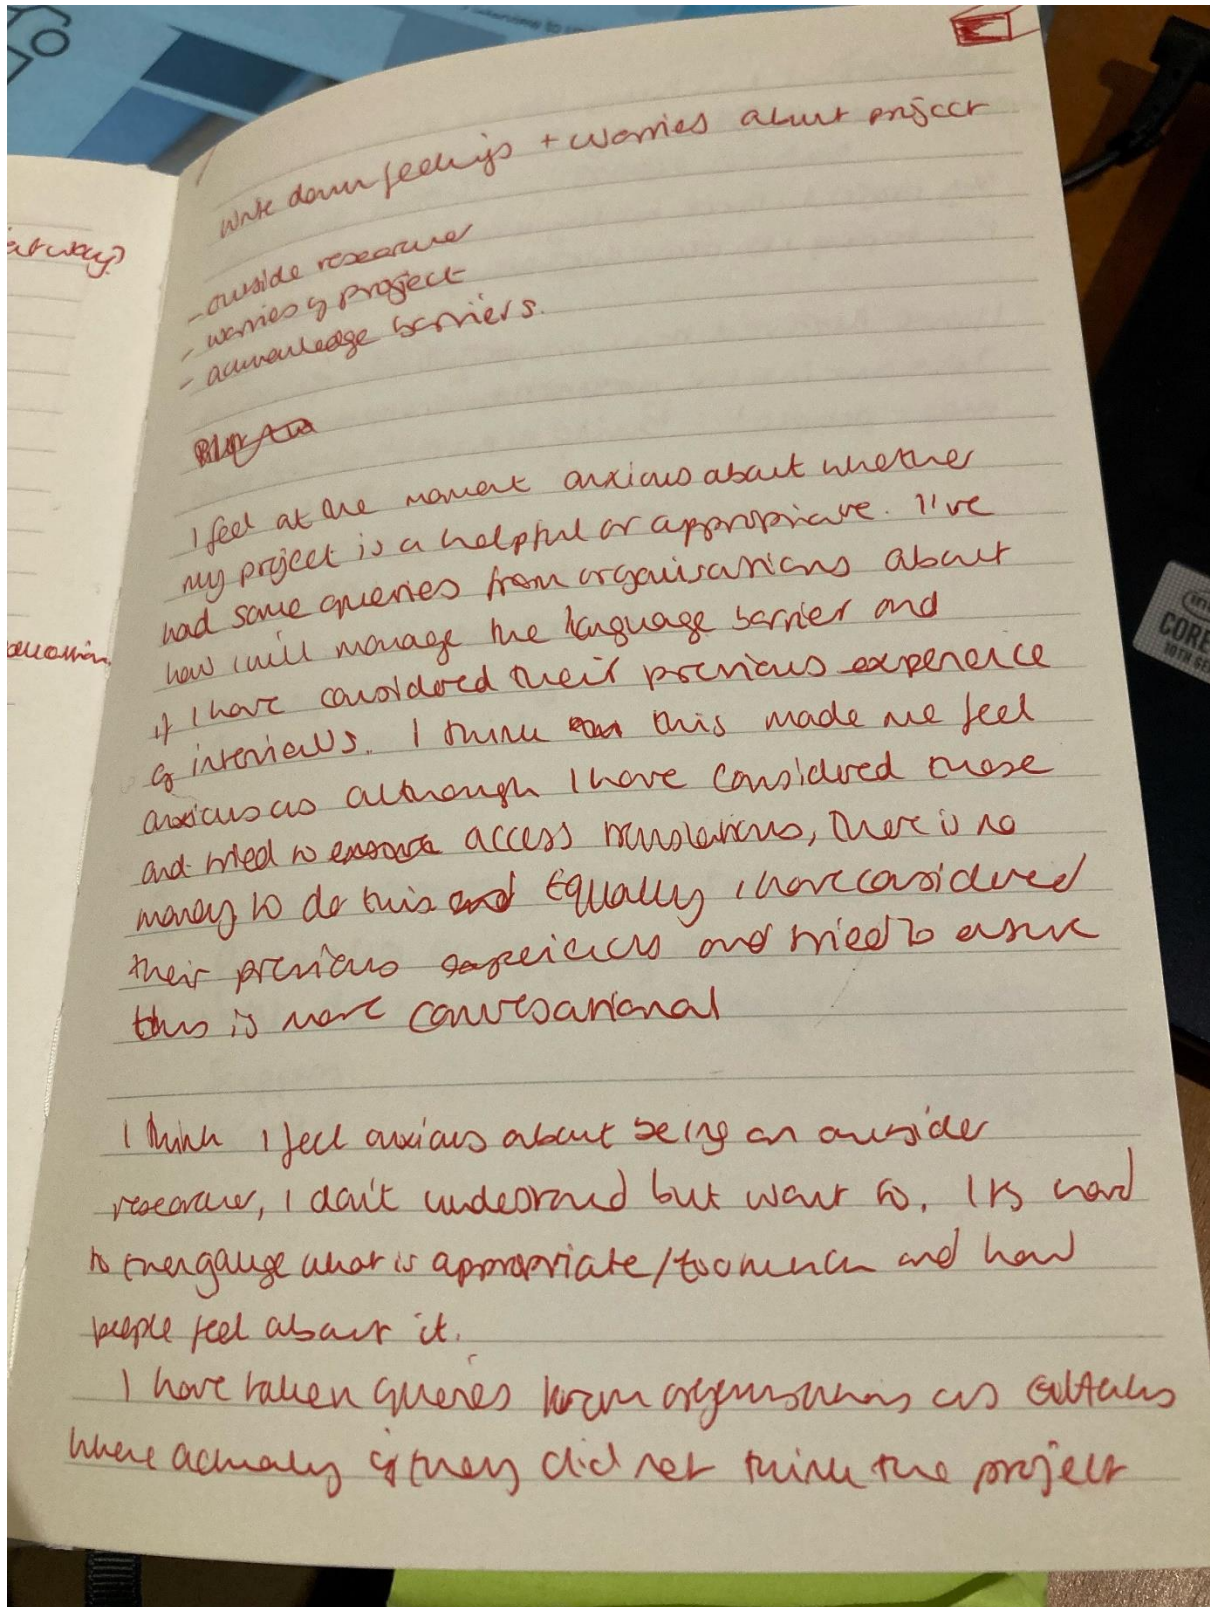 Write down feelings + worries about project
- outside researcher
- worries of project
- acknowledge barriers.
I feel at the moment anxious about whether
my project is a helpful or appropriate. I've
had some queries from organisations about
how I will manage the language barrier and
if I have considered their previous experience
of interviews. I think this made me feel
anxious as although I have considered these
and tried to access translations, there is no
money to do this Equally I have considered
their previous experiences and tried to ensure
this is more conversational
I think I feel anxious about being an outsider
researcher, I don't understand but want to. Its hard
to then gauge what is appropriate/too much and how
people feel about it.
I have taken queries from organisations as
where actually if they did not think the project
CORE
10TH GEN